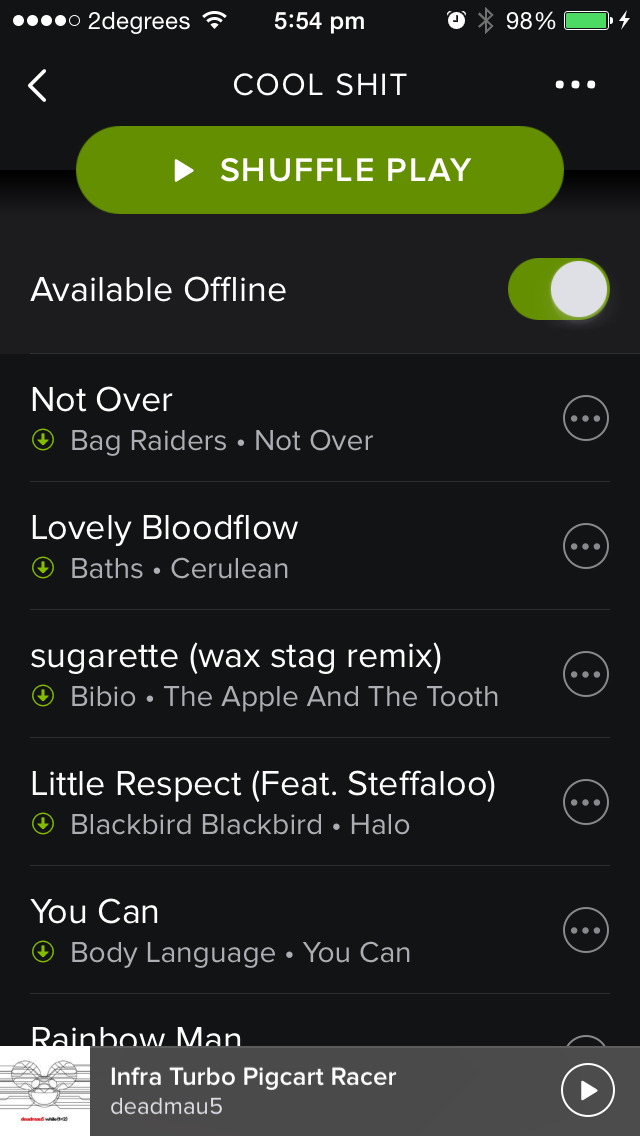 2degrees 5:54 pm 98%
COOL SHIT
SHUFFLE PLAY
Available Offline
Not Over
Bag Raiders • Not Over
Lovely Bloodflow
Baths • Cerulean
sugarette (wax stag remix)
Bibio • The Apple And The Tooth
Little Respect (Feat. Steffaloo)
Blackbird Blackbird • Halo
You Can
Body Language • You Can
Rainbow Man
Infra Turbo Pigcart Racer
deadmau5